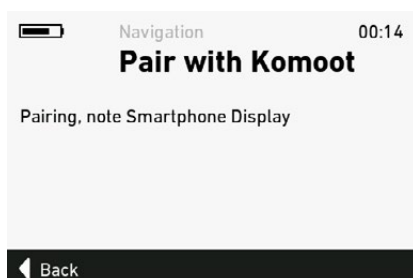 Navigation
00:14
Pair with Komoot
Pairing, note Smartphone Display
Back